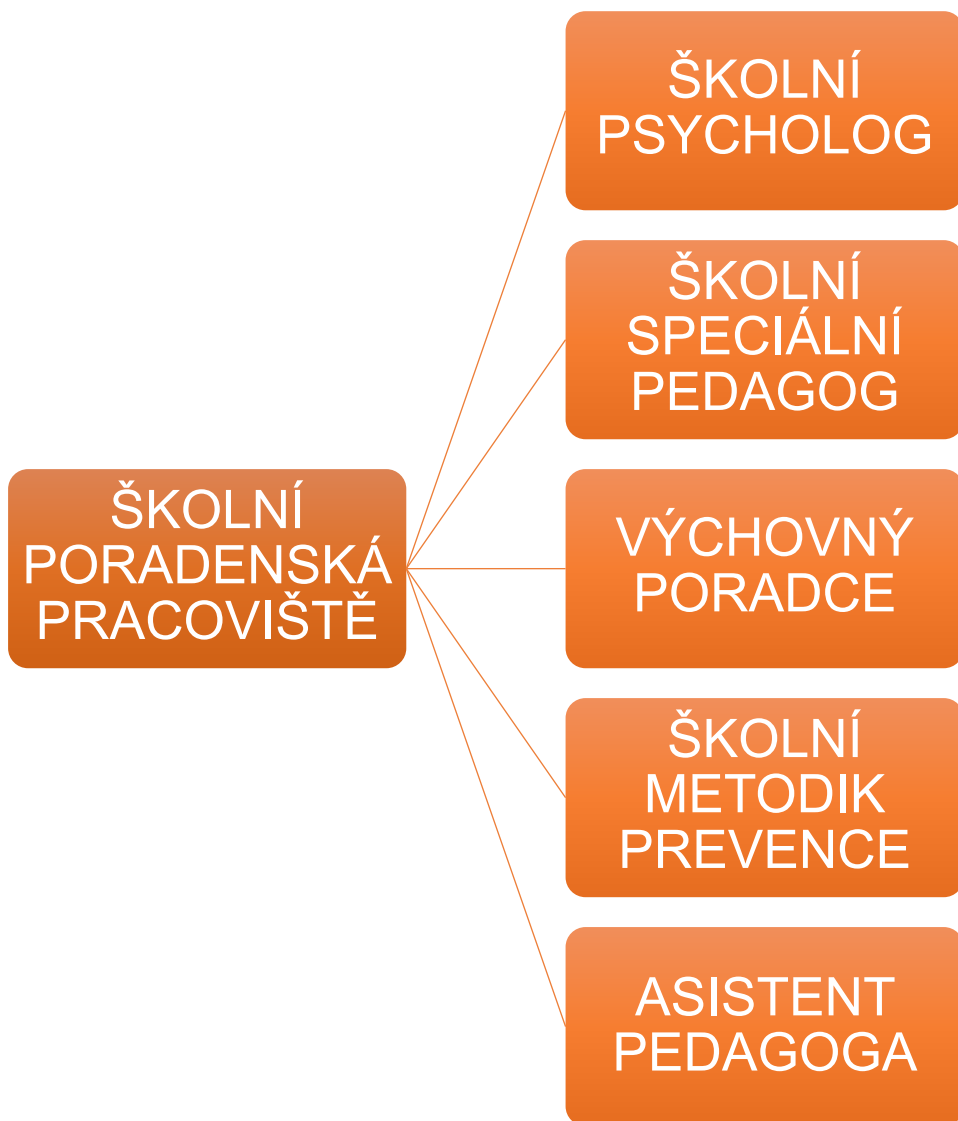 ŠKOLNÍ
PSYCHOLOG
ŠKOLNÍ
SPECIÁLNÍ
PEDAGOG
ŠKOLNÍ
PORADENSKÁ
PRACOVIŠTĚ
VÝCHOVNÝ
PORADCE
ŠKOLNÍ
METODIK
PREVENCE
ASISTENT
PEDAGOGA